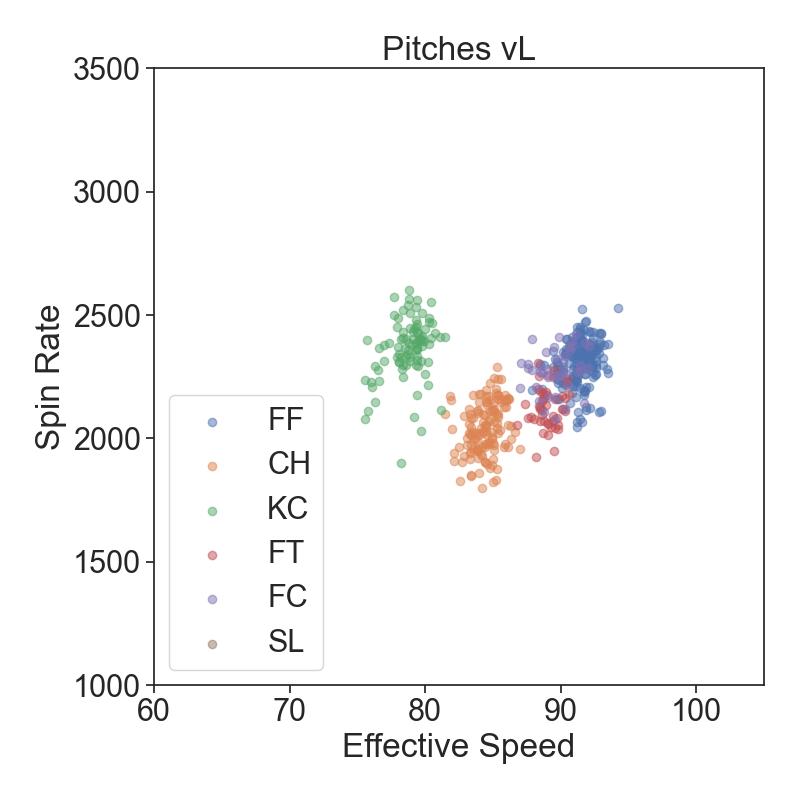 Pitches vL
3500
3000
2500
2000
1500
1000
Spin Rate
FF
CH
KC
FT
FC
SL
60 70 80 90 100
Effective Speed